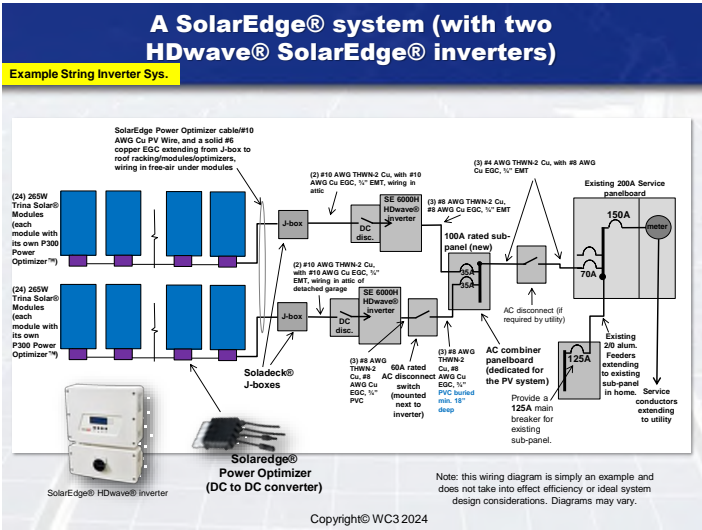 A SolarEdge® system (with two
HDwave® SolarEdge® inverters)
Example String Inverter Sys.
SolarEdge Power Optimizer cable/#10
AWG Cu PV Wire, and a solid #6
copper EGC extending from J-box to
roof racking/modules/optimizers,
wiring in free-air under modules
(2) #10 AWG THWN-2 Cu, with #10
AWG Cu EGC, ¾” EMT, wiring in
attic
(3) #4 AWG THWN-2 Cu, with #8 AWG
Cu EGC, ¾” EMT
Existing 200A Service
panelboard
(24) 265W
Trina Solar®
Modules
(each
module with
its own P300
Power
Optimizer™)
J-box
DC
disc.
SE 6000H
HDwave®
inverter
(3) #8 AWG THWN-2 Cu,
#8 AWG Cu EGC, ¾” EMT
100A rated sub-
panel (new)
35A
35A
150A
meter
70A
(2) #10 AWG THWN-2 Cu,
with #10 AWG Cu EGC, ¾”
EMT, wiring in attic of
detached garage
(24) 265W
Trina Solar®
Modules
(each
module with
its own
P300 Power
Optimizer™)
J-box
DC
disc.
SE 6000H
HDwave®
inverter
AC disconnect (if
required by utility)
Soladeck®
J-boxes
(3) #8 AWG
THWN-2
Cu, #8
AWG Cu
EGC, ¾”
PVC
60A rated
AC disconnect
switch
(mounted
next to
inverter)
(3) #8 AWG
THWN-2
Cu, #8
AWG Cu
EGC, ¾”
PVC buried
min. 18”
deep
AC combiner
panelboard
(dedicated for
the PV system)
125A
Provide a
125A main
breaker for
existing
sub-panel.
Existing
2/0 alum.
Feeders
extending
to existing
sub-panel
in home.
Service
conductors
extending
to utility
SolarEdge® HDwave® inverter
Solaredge®
Power Optimizer
(DC to DC converter)
Note: this wiring diagram is simply an example and
does not take into effect efficiency or ideal system
design considerations. Diagrams may vary.
Copyright© WC3 2024